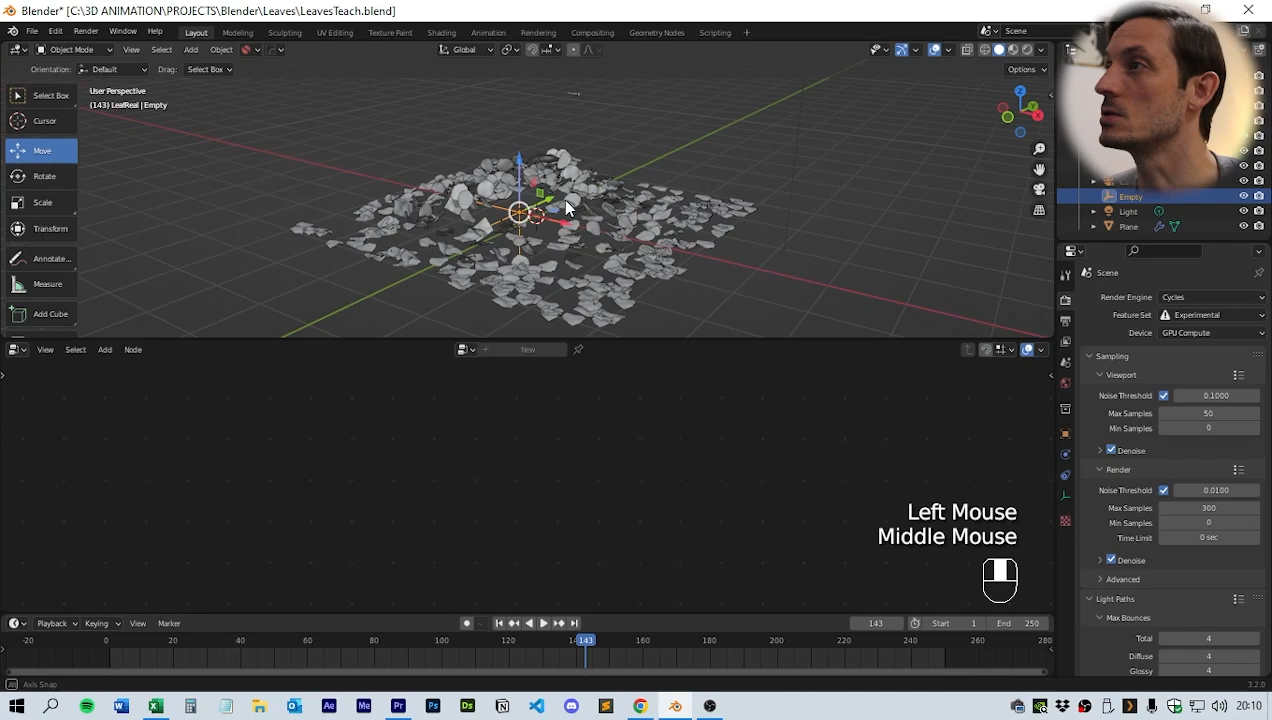 Blender* [C:\3D ANIMATION\PROJECTS\Blender\Leaves\LeavesTeach.blend]
File Edit Render Window Help Layout Modeling Sculpting UV Editing Texture Paint Shading Animation Rendering Compositing Geometry Nodes Scripting + Scene
Object Mode View Select Add Object Global
Orientation: Default Drag: Select Box Options
User Perspective
(143) LeafReal | Empty
Select Box
Cursor
Move
Rotate
Scale
Transform
Annotate...
Measure
Add Cube
Z
Y
X
Empty
Light
Plane
Scene
Render Engine Cycles
Feature Set Experimental
Device GPU Compute
Sampling
Viewport
Noise Threshold 0.1000
Max Samples 50
Min Samples 0
Denoise
Render
Noise Threshold 0.0100
Max Samples 300
Min Samples 0
Time Limit 0 sec
Denoise
Advanced
Light Paths
Max Bounces
Total 4
Diffuse 4
Glossy 4
View Select Add Node New
Left Mouse
Middle Mouse
Playback Keying View Marker 143 Start 1 End 250
-20 0 20 40 60 80 100 120 143 160 180 200 220 240 260 280
Axis Snap 3.2.0
20:10